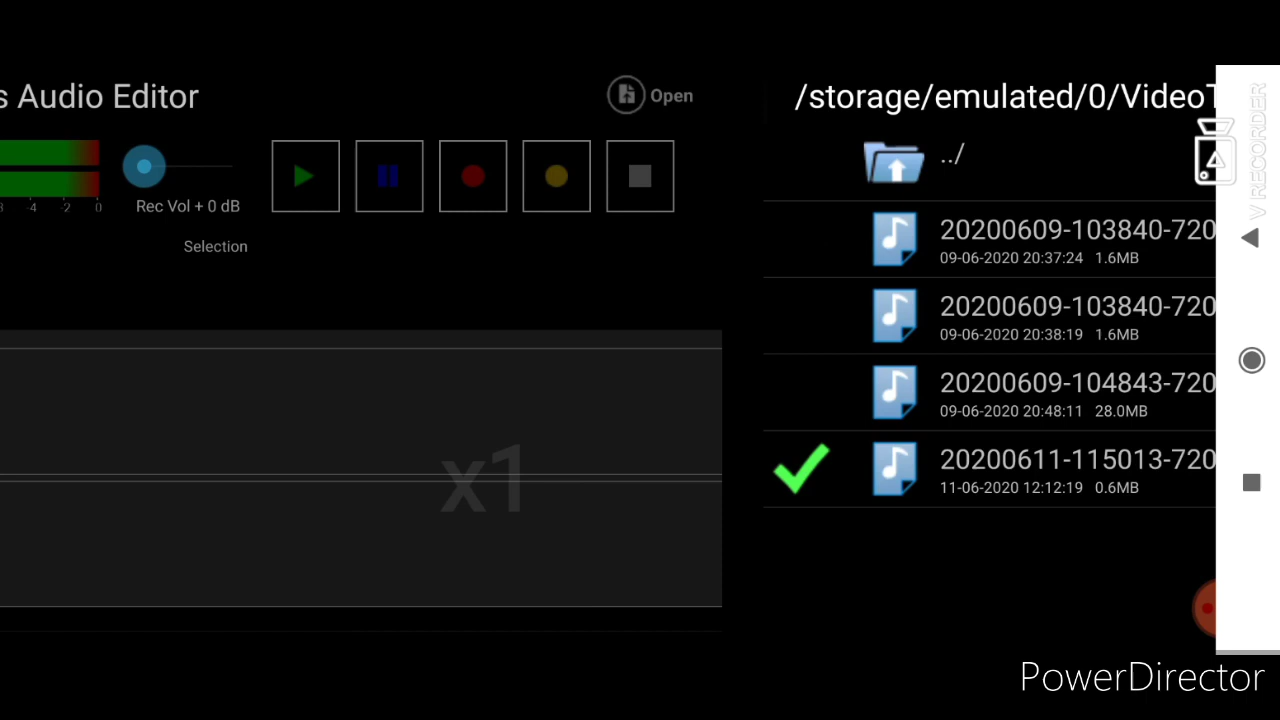 s Audio Editor
Open
-4 -2 0
Rec Vol + 0 dB
Selection
x1
/storage/emulated/0/VideoT
../
20200609-103840-720
09-06-2020 20:37:24 1.6MB
20200609-103840-720
09-06-2020 20:38:19 1.6MB
20200609-104843-720
09-06-2020 20:48:11 28.0MB
20200611-115013-720
11-06-2020 12:12:19 0.6MB
V RECORDER
PowerDirector